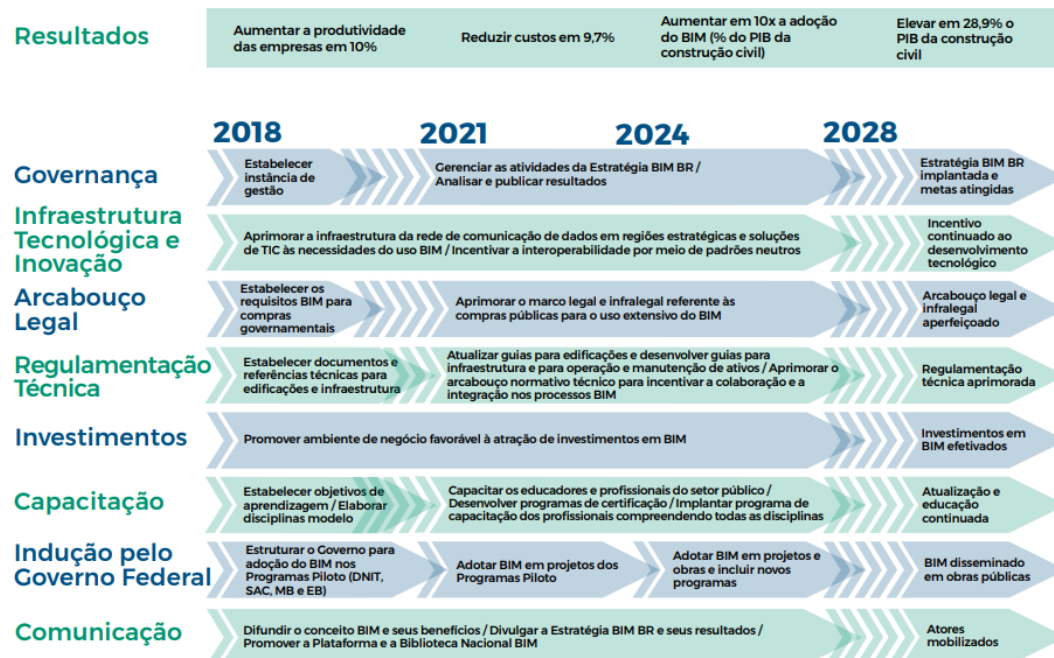 Resultados
Aumentar a produtividade
das empresas em 10%
Reduzir custos em 9,7%
Aumentar em 10x a adoção
do BIM (% do PIB da
construção civil)
Elevar em 28,9% o
PIB da construção
civil
2018
2021
2024
2028
Governança
Estabelecer
instância de
gestão
Gerenciar as atividades da Estratégia BIM BR /
Analisar e publicar resultados
Estratégia BIM BR
implantada e
metas atingidas
Infraestrutura
Tecnológica e
Inovação
Aprimorar a infraestrutura da rede de comunicação de dados em regiões estratégicas e soluções
de TIC às necessidades do uso BIM / Incentivar a interoperabilidade por meio de padrões neutros
Incentivo
continuado ao
desenvolvimento
tecnológico
Arcabouço
Legal
Estabelecer os
requisitos BIM para
compras
governamentais
Aprimorar o marco legal e infralegal referente às
compras públicas para o uso extensivo do BIM
Arcabouço legal e
infralegal
aperfeiçoado
Regulamentação
Técnica
Estabelecer documentos e
referências técnicas para
edificações e infraestrutura
Atualizar guias para edificações e desenvolver guias para
infraestrutura e para operação e manutenção de ativos / Aprimorar o
arcabouço normativo técnico para incentivar a colaboração e a
integração nos processos BIM
Regulamentação
técnica aprimorada
Investimentos
Promover ambiente de negócio favorável à atração de investimentos em BIM
Investimentos em
BIM efetivados
Capacitação
Estabelecer objetivos de
aprendizagem / Elaborar
disciplinas modelo
Capacitar os educadores e profissionais do setor público /
Desenvolver programas de certificação / Implantar programa de
capacitação dos profissionais compreendendo todas as disciplinas
Atualização e
educação
continuada
Indução pelo
Governo Federal
Estruturar o Governo para
adoção do BIM nos
Programas Piloto (DNIT,
SAC, MB e EB)
Adotar BIM em projetos dos
Programas Piloto
Adotar BIM em projetos e
obras e incluir novos
programas
BIM disseminado
em obras públicas
Comunicação
Difundir o conceito BIM e seus benefícios / Divulgar a Estratégia BIM BR e seus resultados /
Promover a Plataforma e a Biblioteca Nacional BIM
Atores
mobilizados